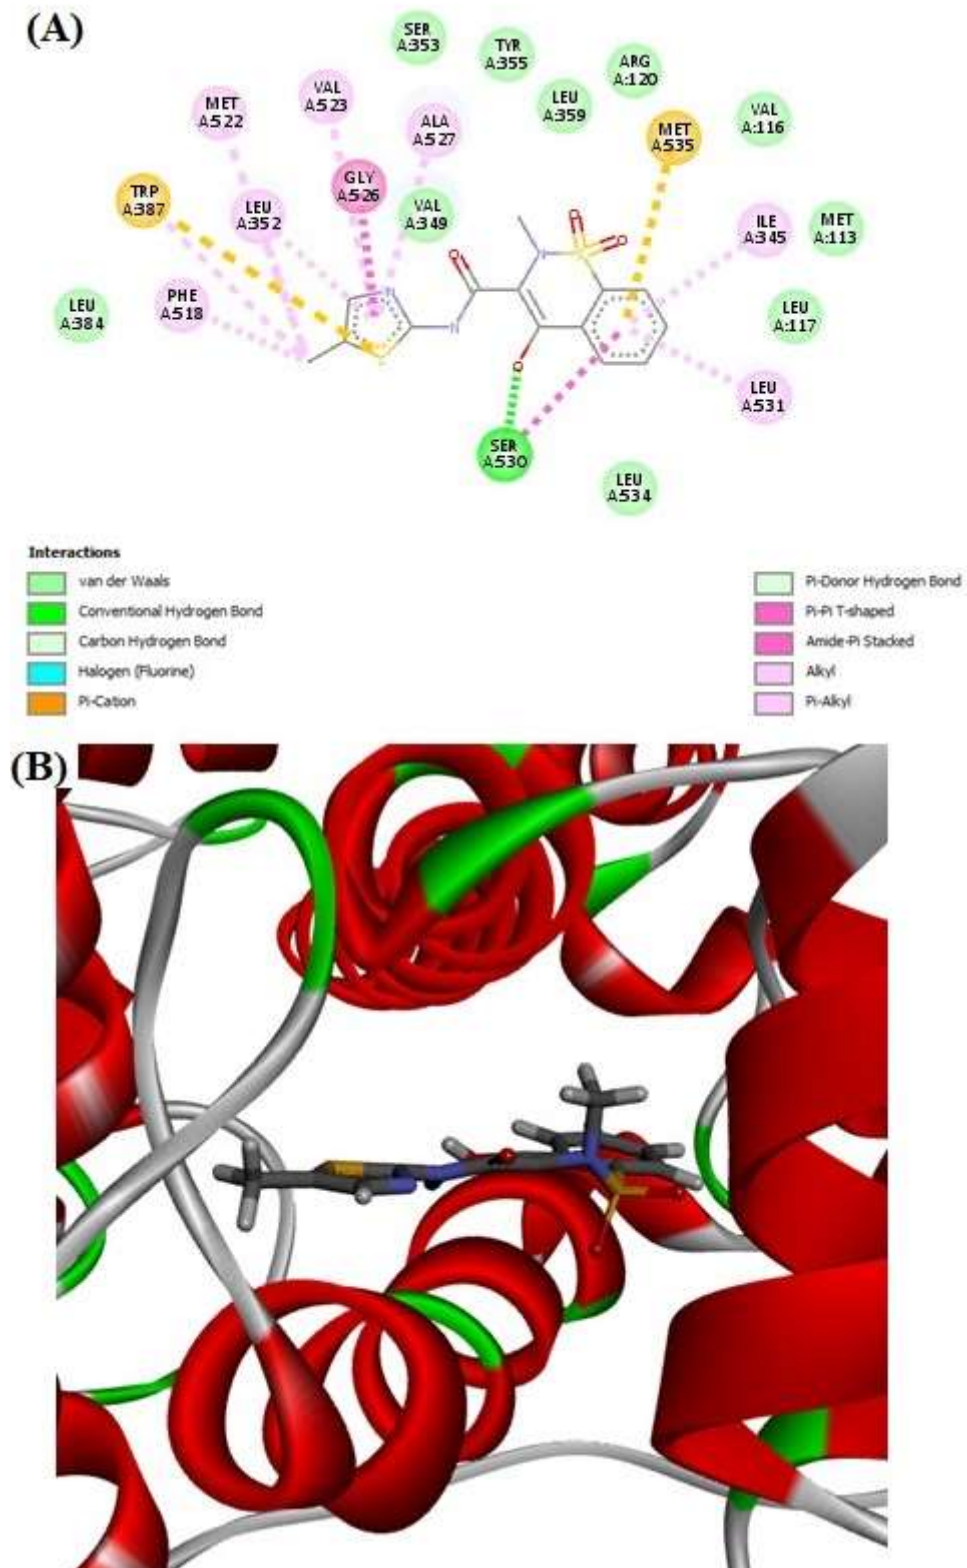 (A)
SER
A:353
TYR
A:355
ARG
A:120
LEU
A:359
VAL
A:116
MET
A:522
VAL
A:523
ALA
A:527
MET
A:535
TRP
A:387
LEU
A:352
GLY
A:526
VAL
A:349
ILE
A:345
MET
A:113
LEU
A:384
PHE
A:518
LEU
A:117
LEU
A:531
SER
A:530
LEU
A:534
N
O
O
S
O
N
N
O
S
Interactions
van der Waals
Conventional Hydrogen Bond
Carbon Hydrogen Bond
Halogen (Fluorine)
Pi-Cation
Pi-Donor Hydrogen Bond
Pi-Pi T-shaped
Amide-Pi Stacked
Alkyl
Pi-Alkyl
(B)